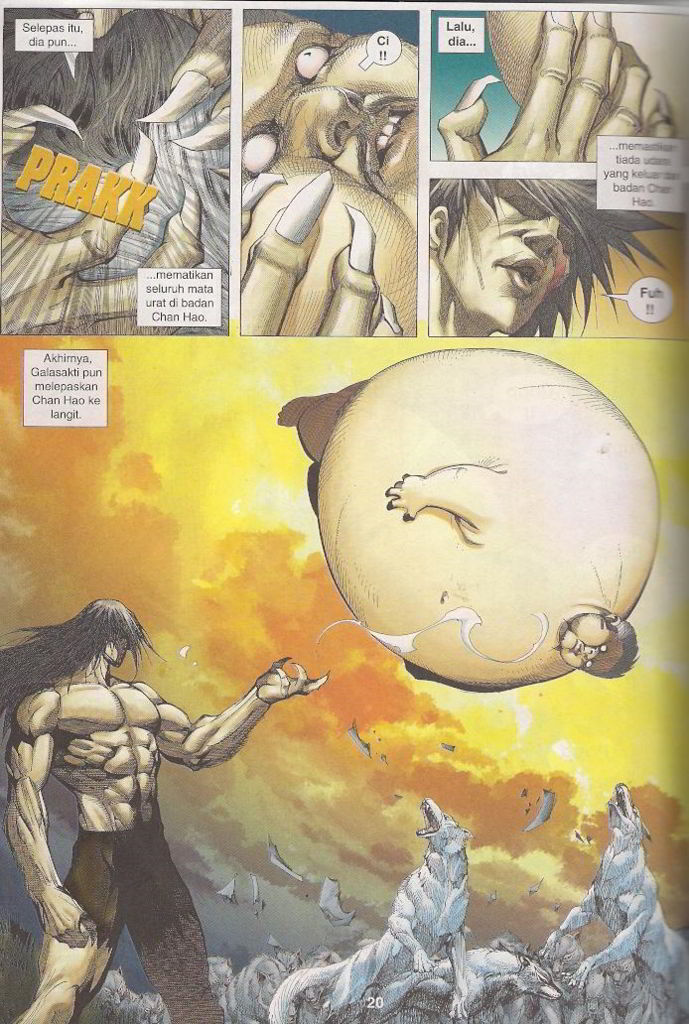 Selepas itu,
dia pun...
PRAKK
...mematikan
seluruh mata
urat di badan
Chan Hao.
Ci
!!
Lalu,
dia...
...memastikan
tiada udara
yang keluar dari
badan Chan
Hao.
Fuh
!!
Akhirnya,
Galasakti pun
melepaskan
Chan Hao ke
langit.
20